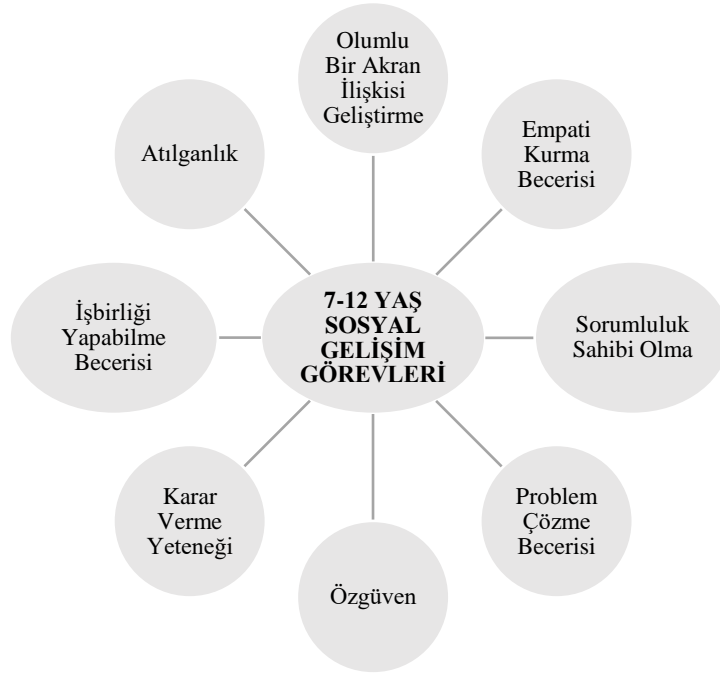 Olumlu
Bir Akran
İlişkisi
Geliştirme
Empati
Kurma
Becerisi
Sorumluluk
Sahibi Olma
Problem
Çözme
Becerisi
Özgüven
Karar
Verme
Yeteneği
İşbirliği
Yapabilme
Becerisi
Atılganlık
7-12 YAŞ
SOSYAL
GELİŞİM
GÖREVLERİ